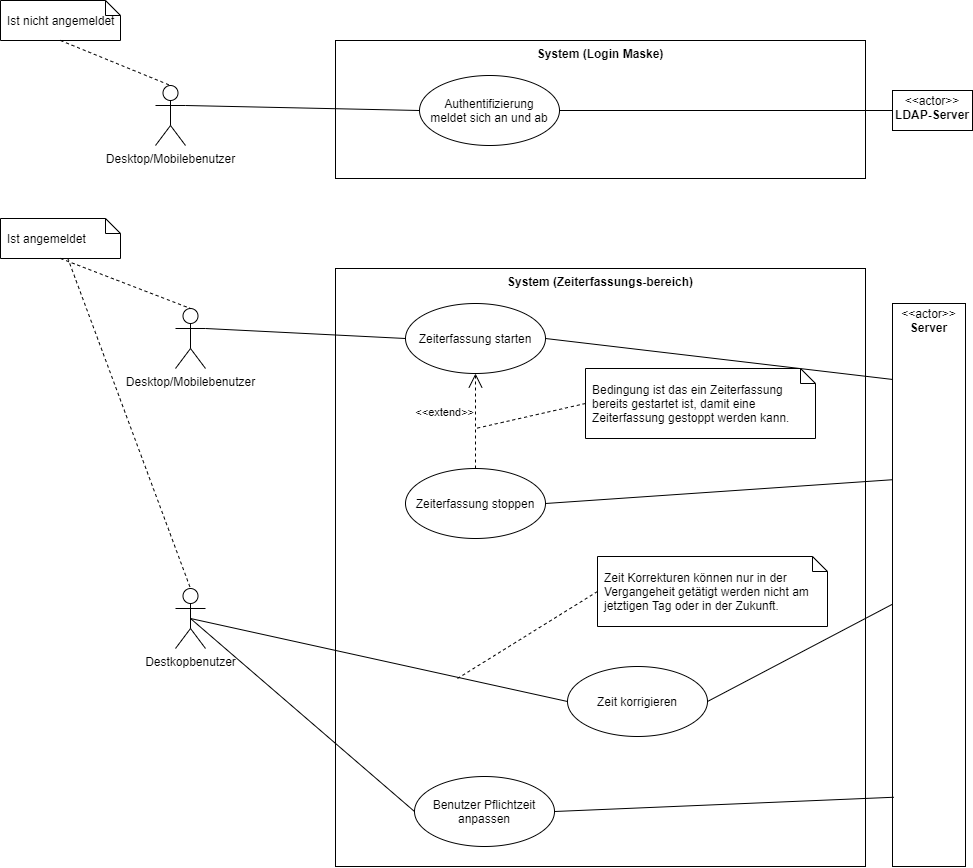 Ist nicht angemeldet
System (Login Maske)
Authentifizierung
meldet sich an und ab
<<actor>>
LDAP-Server
Desktop/Mobilebenutzer
Ist angemeldet
System (Zeiterfassungs-bereich)
<<actor>>
Server
Zeiterfassung starten
Desktop/Mobilebenutzer
Bedingung ist das ein Zeiterfassung
bereits gestartet ist, damit eine
Zeiterfassung gestoppt werden kann.
<<extend>>
Zeiterfassung stoppen
Zeit Korrekturen können nur in der
Vergangeheit getätigt werden nicht am
jetztigen Tag oder in der Zukunft.
Destkopbenutzer
Zeit korrigieren
Benutzer Pflichtzeit
anpassen